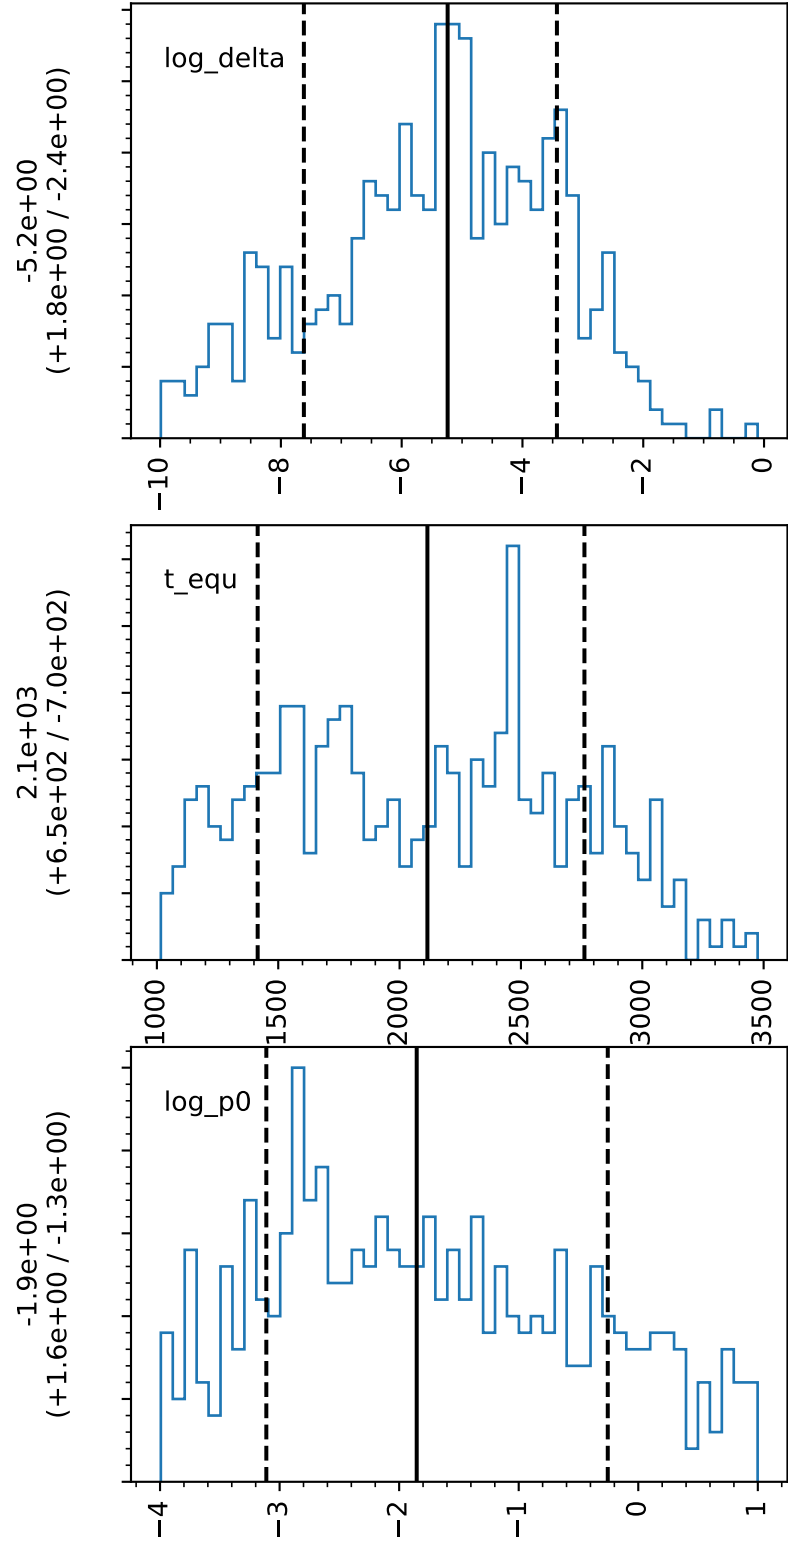 log_delta
-5.2e+00
(+1.8e+00 / -2.4e+00)
−10
−8
−6
−4
−2
0
t_equ
2.1e+03
(+6.5e+02 / -7.0e+02)
1000
1500
2000
2500
3000
3500
log_p0
-1.9e+00
(+1.6e+00 / -1.3e+00)
−4
−3
−2
−1
0
1